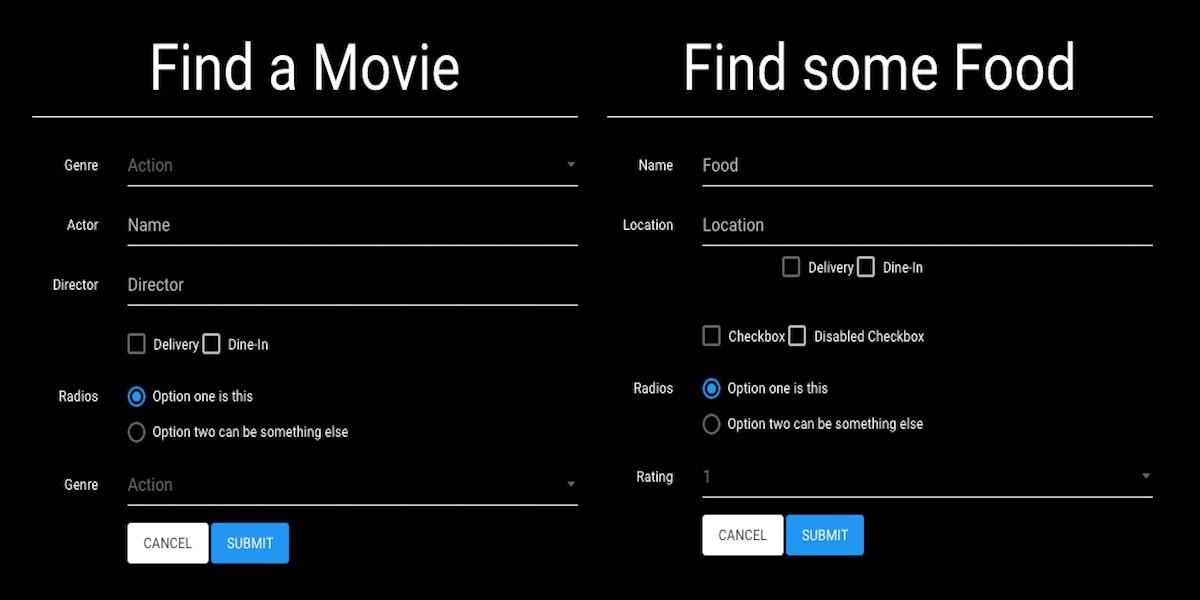 Find a Movie
Genre Action
Actor Name
Director Director
Delivery Dine-In
Radios Option one is this
Option two can be something else
Genre Action
CANCEL SUBMIT
Find some Food
Name Food
Location Location
Delivery Dine-In
Checkbox Disabled Checkbox
Radios Option one is this
Option two can be something else
Rating 1
CANCEL SUBMIT